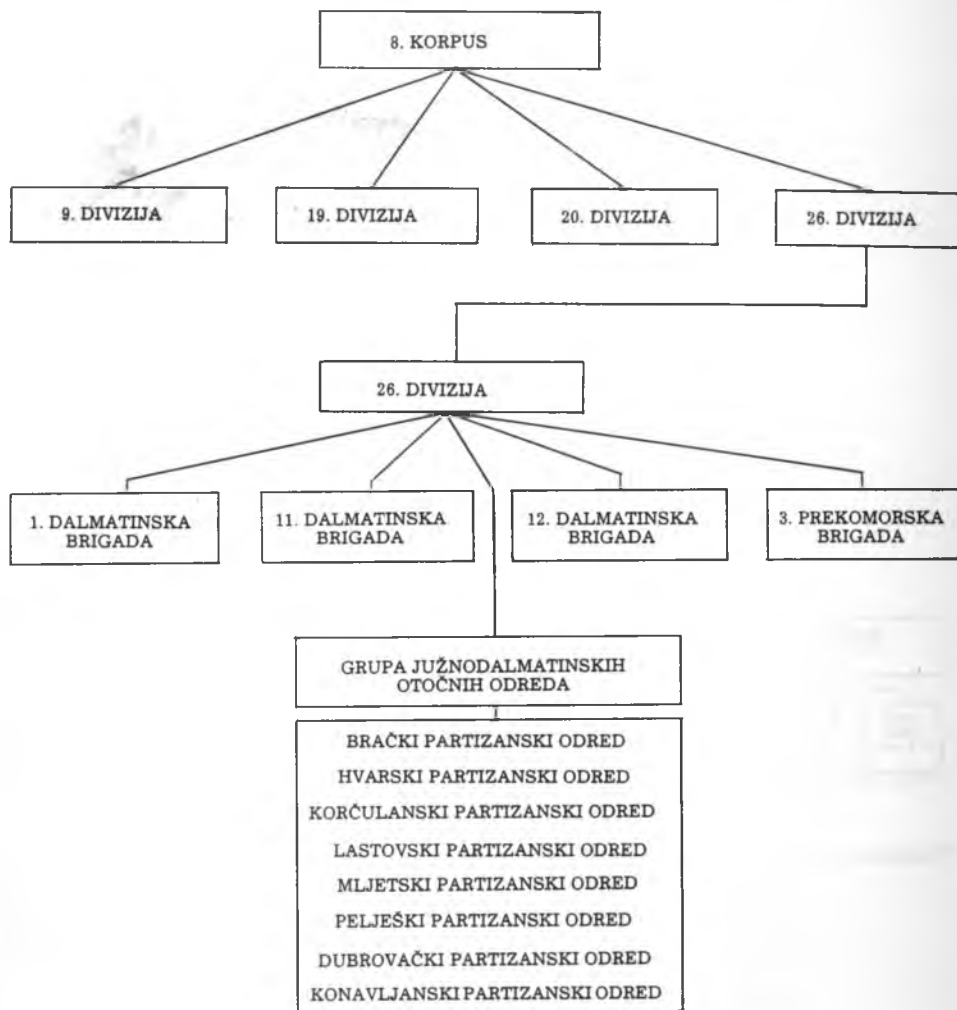 8. KORPUS
9. DIVIZIJA
19. DIVIZIJA
20. DIVIZIJA
26. DIVIZIJA
26. DIVIZIJA
1. DALMATINSKA
BRIGADA
11. DALMATINSKA
BRIGADA
12. DALMATINSKA
BRIGADA
3. PREKOMORSKA
BRIGADA
GRUPA JUŽNODALMATINSKIH
OTOČNIH ODREDA
BRAČKI PARTIZANSKI ODRED
HVARSKI PARTIZANSKI ODRED
KORČULANSKI PARTIZANSKI ODRED
LASTOVSKI PARTIZANSKI ODRED
MLJETSKI PARTIZANSKI ODRED
PELJEŠKI PARTIZANSKI ODRED
DUBROVAČKI PARTIZANSKI ODRED
KONAVLJANSKI PARTIZANSKI ODRED